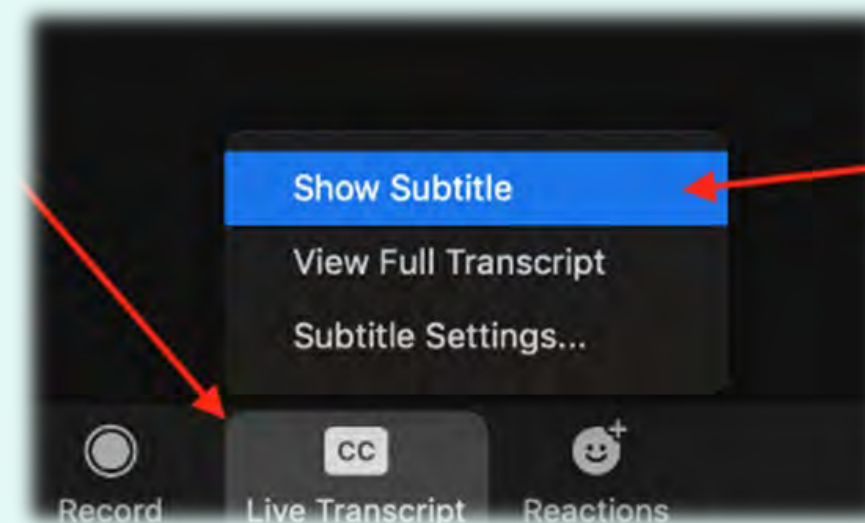 Show Subtitle
View Full Transcript
Subtitle Settings...
CC
Record Live Transcript Reactions